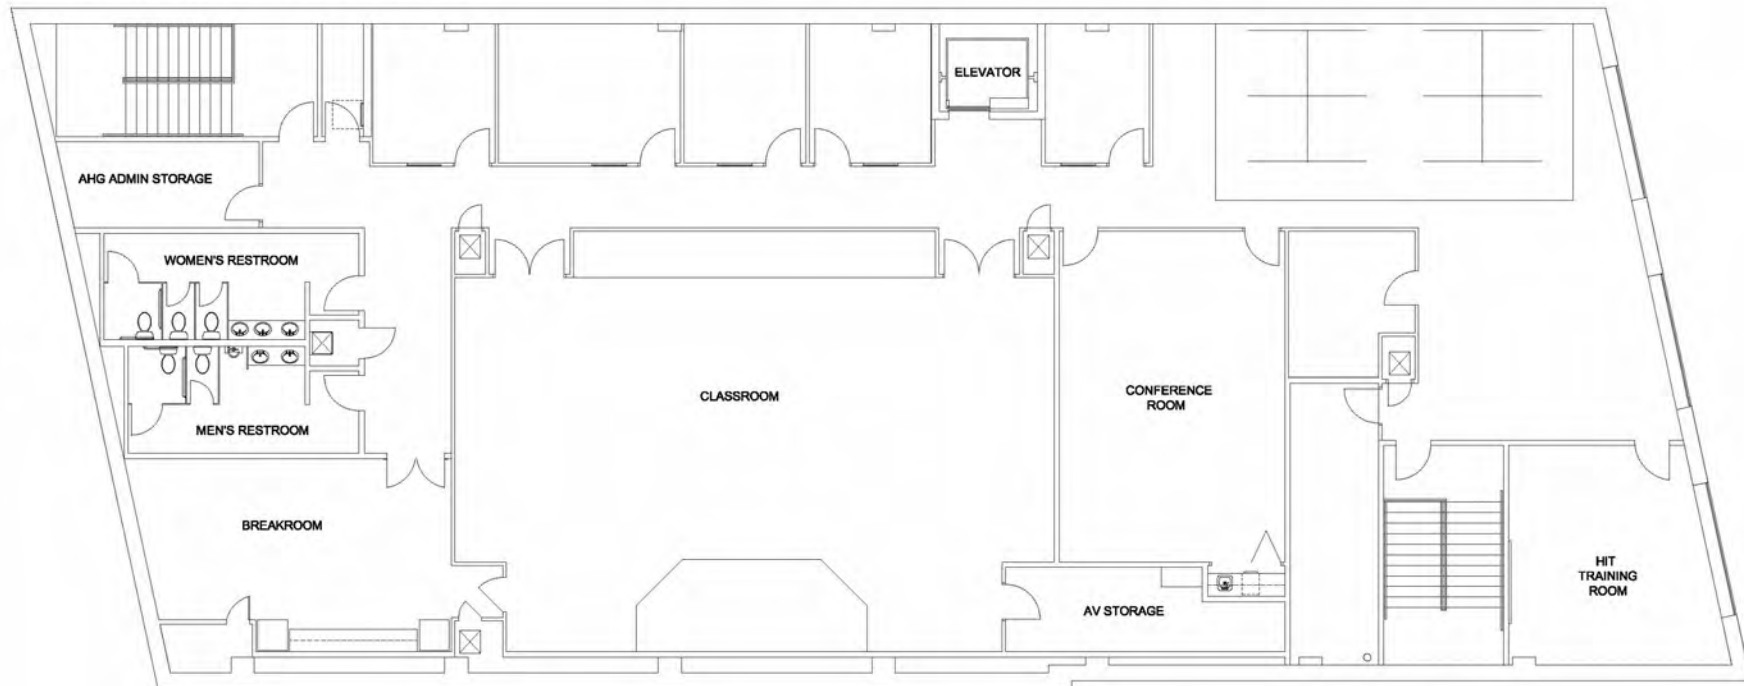 ELEVATOR
AHG ADMIN STORAGE
WOMEN'S RESTROOM
CLASSROOM
CONFERENCE
ROOM
MEN'S RESTROOM
BREAKROOM
HIT
TRAINING
ROOM
AV STORAGE